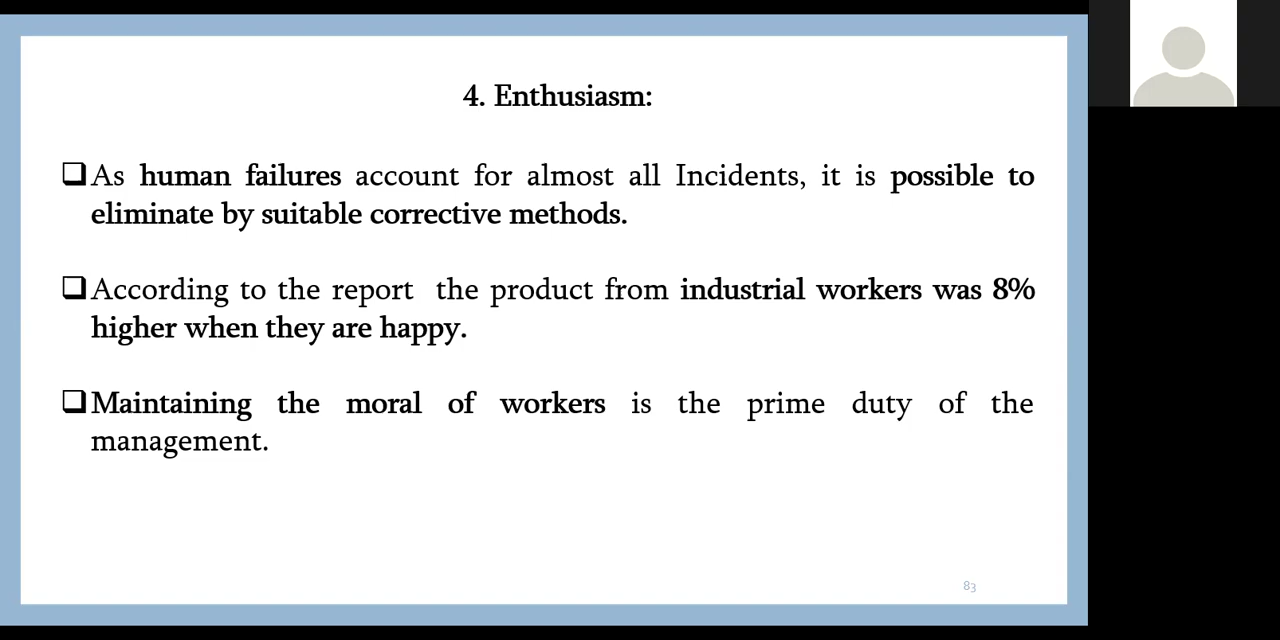 4. Enthusiasm:
❑As human failures account for almost all Incidents, it is possible to
eliminate by suitable corrective methods.
❑According to the report the product from industrial workers was 8%
higher when they are happy.
❑Maintaining the moral of workers is the prime duty of the
management.
83